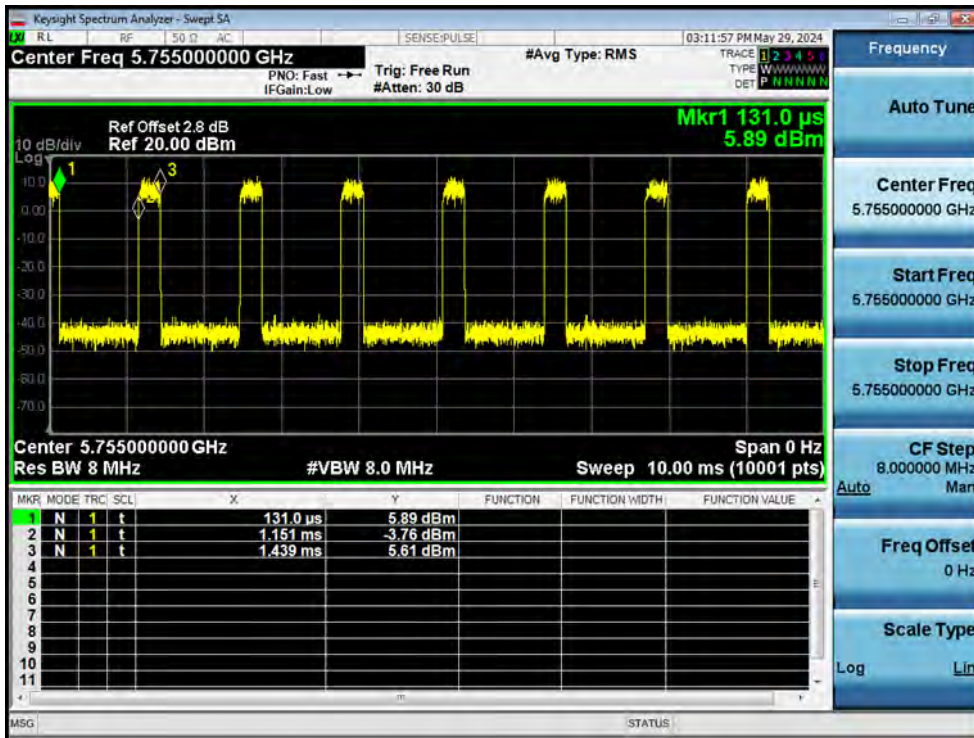 Keysight Spectrum Analyzer - Swept SA
LXI RL RF 50 Ω AC SENSE:PULSE 03:11:57 PM May 29, 2024
Center Freq 5.755000000 GHz #Avg Type: RMS TRACE 1 2 3 4 5 6
PNO: Fast Trig: Free Run TYPE WWWWWW
IFGain:Low #Atten: 30 dB DET P N N N N N
Mkr1 131.0 µs
5.89 dBm
Ref Offset 2.8 dB
10 dB/div Ref 20.00 dBm
Log
1
3
10.0
0.00
-10.0
-20.0
-30.0
-40.0
-50.0
-60.0
-70.0
Center 5.755000000 GHz Span 0 Hz
Res BW 8 MHz #VBW 8.0 MHz Sweep 10.00 ms (10001 pts)
MKR MODE TRC SCL X Y FUNCTION FUNCTION WIDTH FUNCTION VALUE
1 N 1 t 131.0 µs 5.89 dBm
2 N 1 t 1.151 ms -3.76 dBm
3 N 1 t 1.439 ms 5.61 dBm
4
5
6
7
8
9
10
11
MSG STATUS
Frequency
Auto Tune
Center Freq
5.755000000 GHz
Start Freq
5.755000000 GHz
Stop Freq
5.755000000 GHz
CF Step
8.000000 MHz
Auto Man
Freq Offset
0 Hz
Scale Type
Log Lin